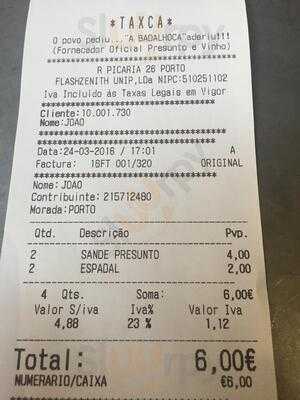 *TAXCA*
O povo pediu..."A BADALHOCA"aderiu!!!
(Fornecedor Oficial Presunto e Vinho)
R PICARIA 26 PORTO
FLASHZENITH UNIP,LDa NIPC:510251102
Iva Incluído às Taxas Legais em Vigor
Cliente:10.001.730
Nome:JOAO
Data:24-03-2016 / 17:01 A
Factura: 16FT 001/320 ORIGINAL
Nome:JOAO
Contribuinte: 215712480
Morada:PORTO
Qtd. Descrição Pvp.
2 SANDE PRESUNTO 4,00
2 ESPADAL 2,00
4 Qts. Soma: 6,00€
Valor S/iva Iva% Valor Iva
4,88 23 % 1,12
Total: 6,00€
NUMERARIO/CAIXA €6,00